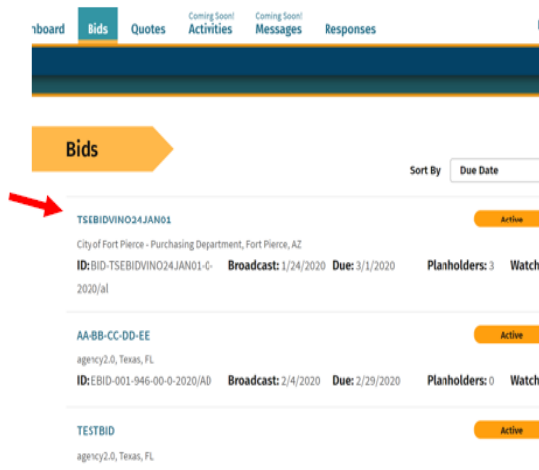 Coming Soon! Coming Soon!
Bids Quotes Activities Messages Responses
Bids
Sort By Due Date
TSEBIDVINO24JAN01 Active
City of Fort Pierce - Purchasing Department, Fort Pierce, AZ
ID: BID-TSEBIDVINO24JAN01-0- Broadcast: 1/24/2020 Due: 3/1/2020 Planholders: 3 Watch
2020/al
AA-BB-CC-DD-EE Active
agency2.0, Texas, FL
ID: EBID-001-946-00-0-2020/AD Broadcast: 2/4/2020 Due: 2/29/2020 Planholders: 0 Watch
TESTBID Active
agency2.0, Texas, FL